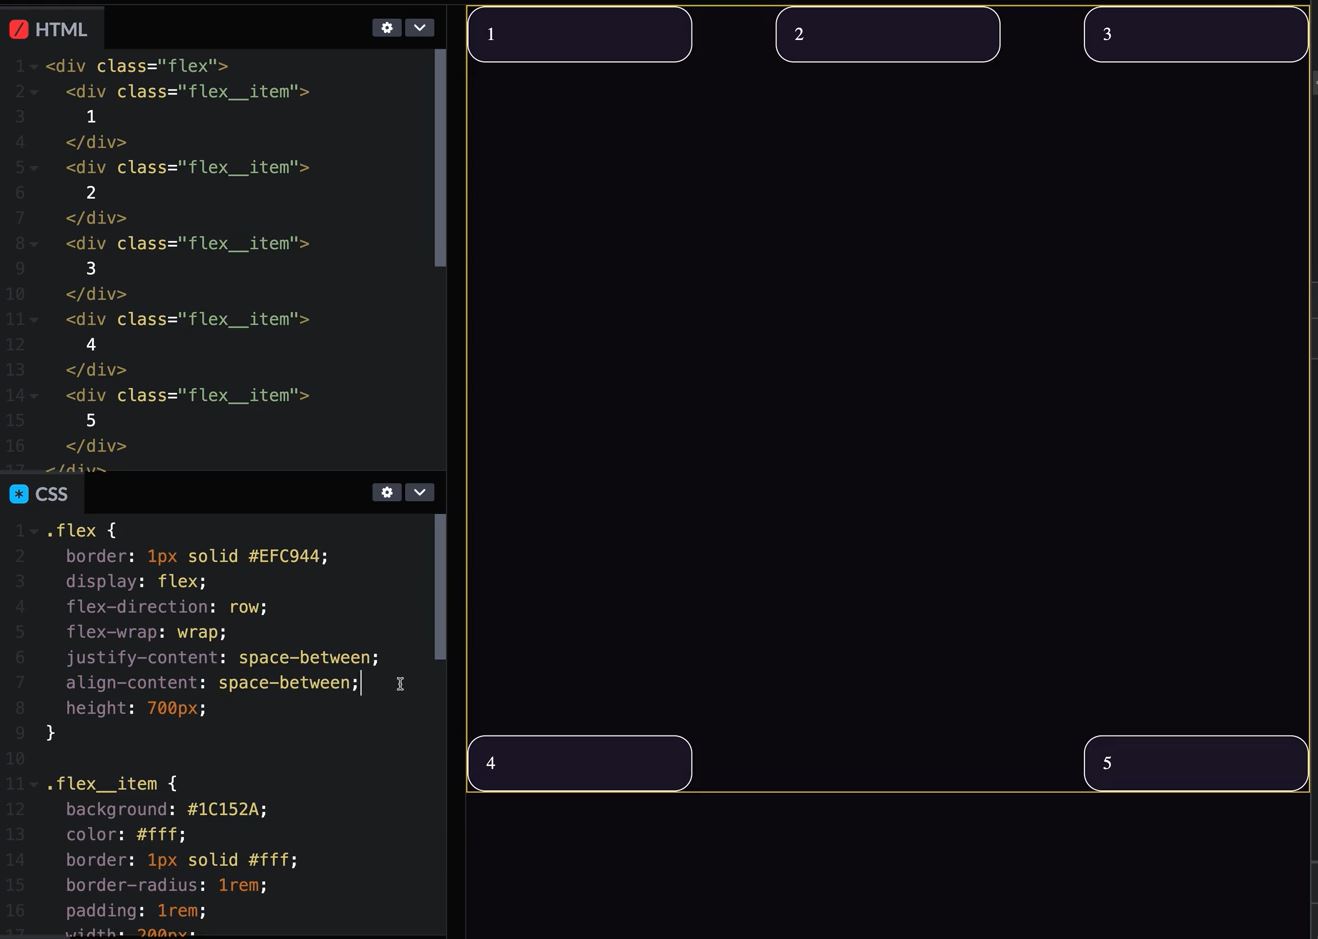 HTML
1 <div class="flex">
2 <div class="flex__item">
3 1
4 </div>
5 <div class="flex__item">
6 2
7 </div>
8 <div class="flex__item">
9 3
10 </div>
11 <div class="flex__item">
12 4
13 </div>
14 <div class="flex__item">
15 5
16 </div>
17 </div>
* CSS
1 .flex {
2 border: 1px solid #EFC944;
3 display: flex;
4 flex-direction: row;
5 flex-wrap: wrap;
6 justify-content: space-between;
7 align-content: space-between;
8 height: 700px;
9 }
10
11 .flex__item {
12 background: #1C152A;
13 color: #fff;
14 border: 1px solid #fff;
15 border-radius: 1rem;
16 padding: 1rem;
17 width: 200px;
1
2
3
4
5